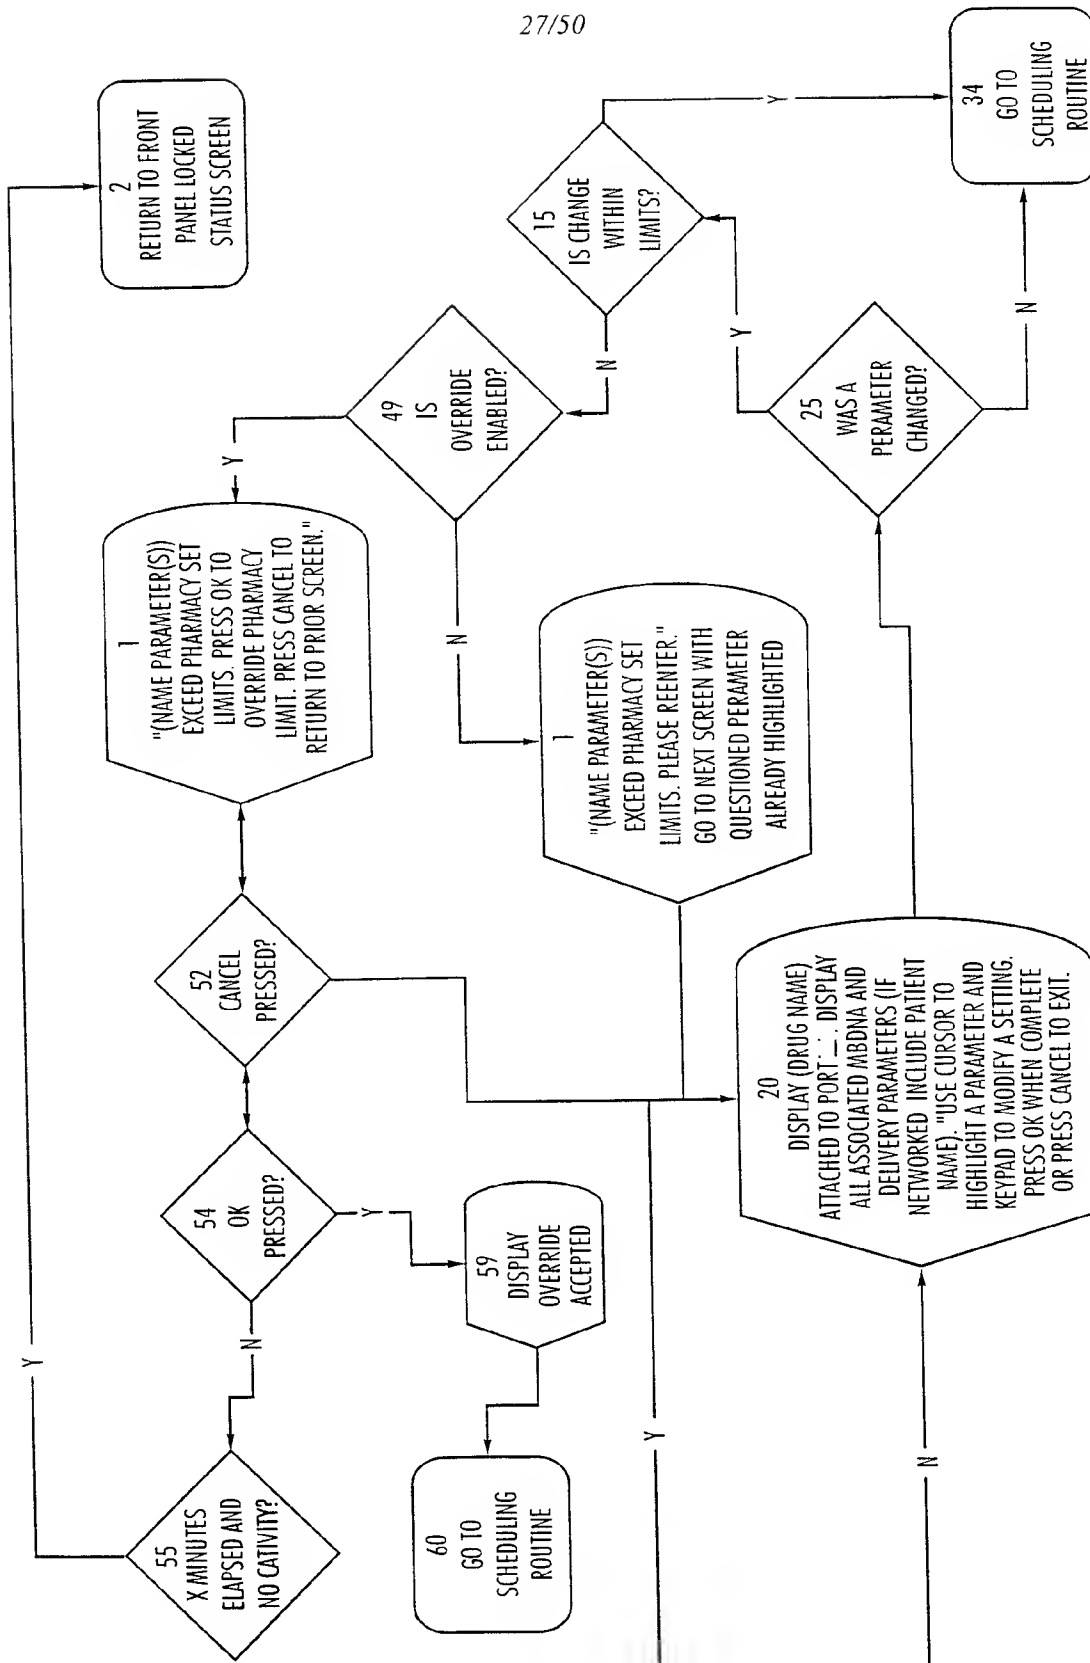 27/50
2
RETURN TO FRONT
PANEL LOCKED
STATUS SCREEN
Y
15
IS CHANGE
WITHIN
LIMITS?
Y
34
GO TO
SCHEDULING
ROUTINE
N
49
IS
OVERRIDE
ENABLED?
Y
N
25
WAS A
PERAMETER
CHANGED?
Y
N
1
"(NAME PARAMETER(S))
EXCEED PHARMACY SET
LIMITS. PRESS OK TO
OVERRIDE PHARMACY
LIMIT. PRESS CANCEL TO
RETURN TO PRIOR SCREEN."
1
"(NAME PARAMETER(S))
EXCEED PHARMACY SET
LIMITS. PLEASE REENTER."
GO TO NEXT SCREEN WITH
QUESTIONED PERAMETER
ALREADY HIGHLIGHTED
52
CANCEL
PRESSED?
54
OK
PRESSED?
Y
N
59
DISPLAY
OVERRIDE
ACCEPTED
20
DISPLAY (DRUG NAME)
ATTACHED TO PORT__. DISPLAY
ALL ASSOCIATED MBDNA AND
DELIVERY PARAMETERS (IF
NETWORKED INCLUDE PATIENT
NAME). "USE CURSOR TO
HIGHLIGHT A PARAMETER AND
KEYPAD TO MODIFY A SETTING.
PRESS OK WHEN COMPLETE
OR PRESS CANCEL TO EXIT.
55
X MINUTES
ELAPSED AND
NO CATIVITY?
Y
60
GO TO
SCHEDULING
ROUTINE
N